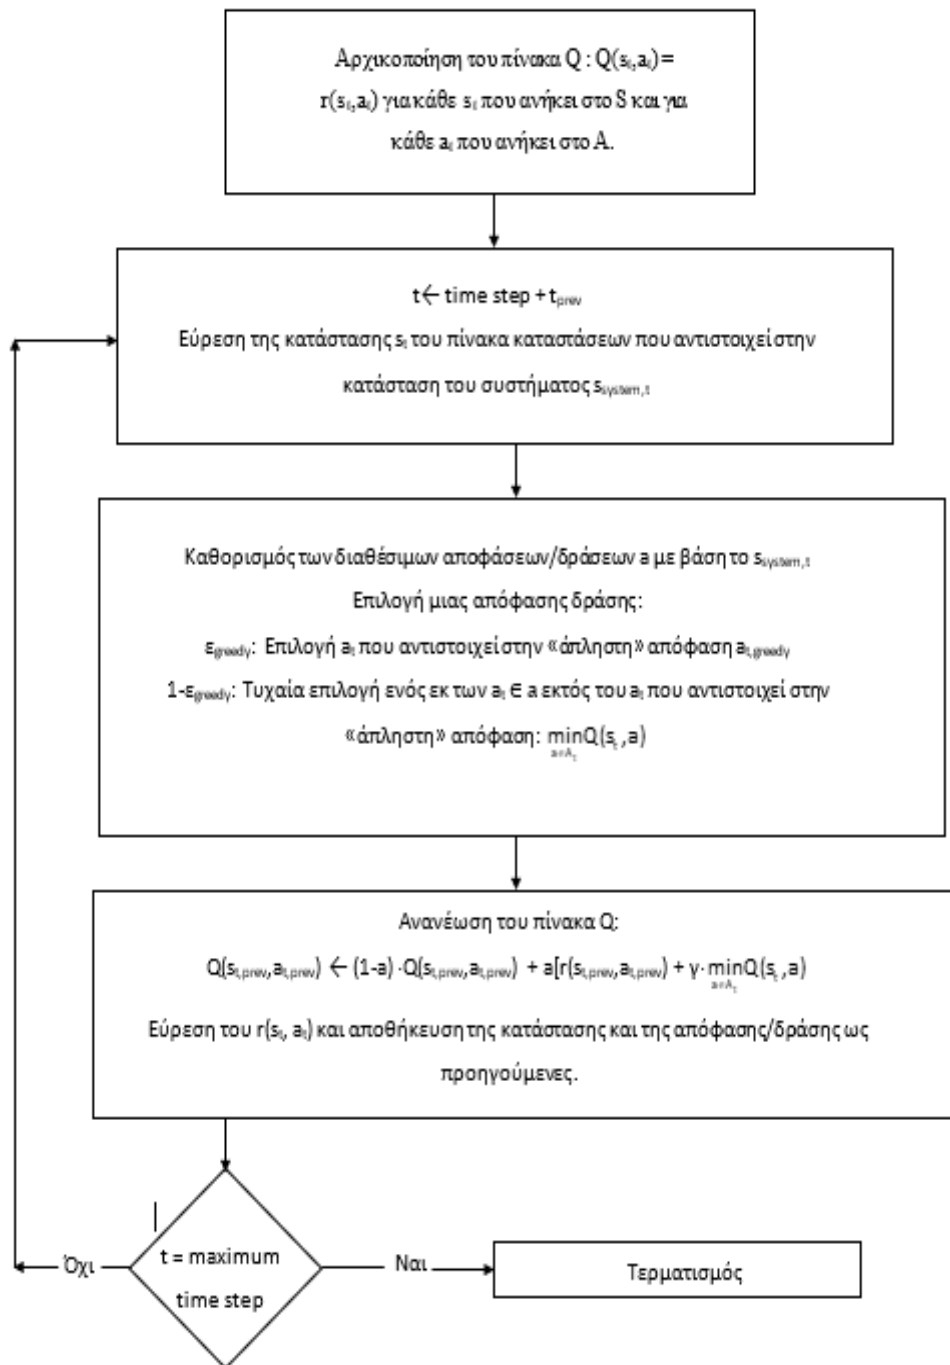 Αρχικοποίηση του πίνακα Q : Q(sₜ,aₜ)=
r(sₜ,aₜ) για κάθε sₜ που ανήκει στο S και για
κάθε aₜ που ανήκει στο A.
t← time step + tprev
Εύρεση της κατάστασης sₜ του πίνακα καταστάσεων που αντιστοιχεί στην
κατάσταση του συστήματος ssystem,t
Καθορισμός των διαθέσιμων αποφάσεων/δράσεων a με βάση το ssystem,t
Επιλογή μιας απόφασης δράσης:
εgreedy: Επιλογή aₜ που αντιστοιχεί στην «άπληστη» απόφαση at,greedy
1-εgreedy: Τυχαία επιλογή ενός εκ των aₜ ∈ a εκτός του aₜ που αντιστοιχεί στην
«άπληστη» απόφαση: min a∈Aₜ Q(sₜ,a)
Ανανέωση του πίνακα Q:
Q(st,prev,at,prev) ← (1-a) ·Q(st,prev,at,prev) + a[r(st,prev,at,prev) + γ· min a∈Aₜ Q(sₜ,a)
Εύρεση του r(sₜ, aₜ) και αποθήκευση της κατάστασης και της απόφασης/δράσης ως
προηγούμενες.
t = maximum
time step
Όχι
Ναι
Τερματισμός